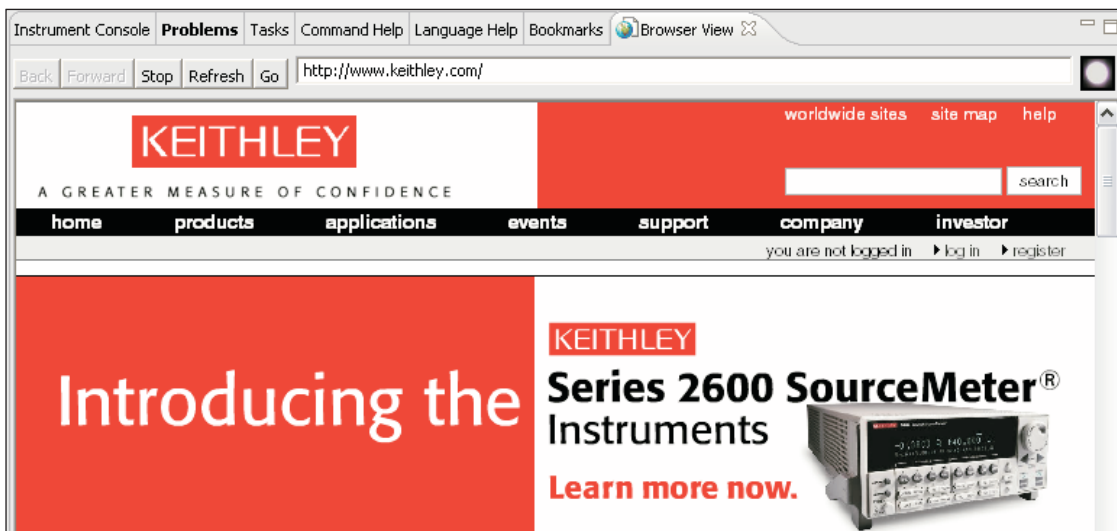 Instrument Console Problems Tasks Command Help Language Help Bookmarks Browser View
Back Forward Stop Refresh Go http://www.keithley.com/
worldwide sites site map help
KEITHLEY
search
A GREATER MEASURE OF CONFIDENCE
home products applications events support company investor
you are not logged in log in register
KEITHLEY
Introducing the
Series 2600 SourceMeter®
Instruments
Learn more now.